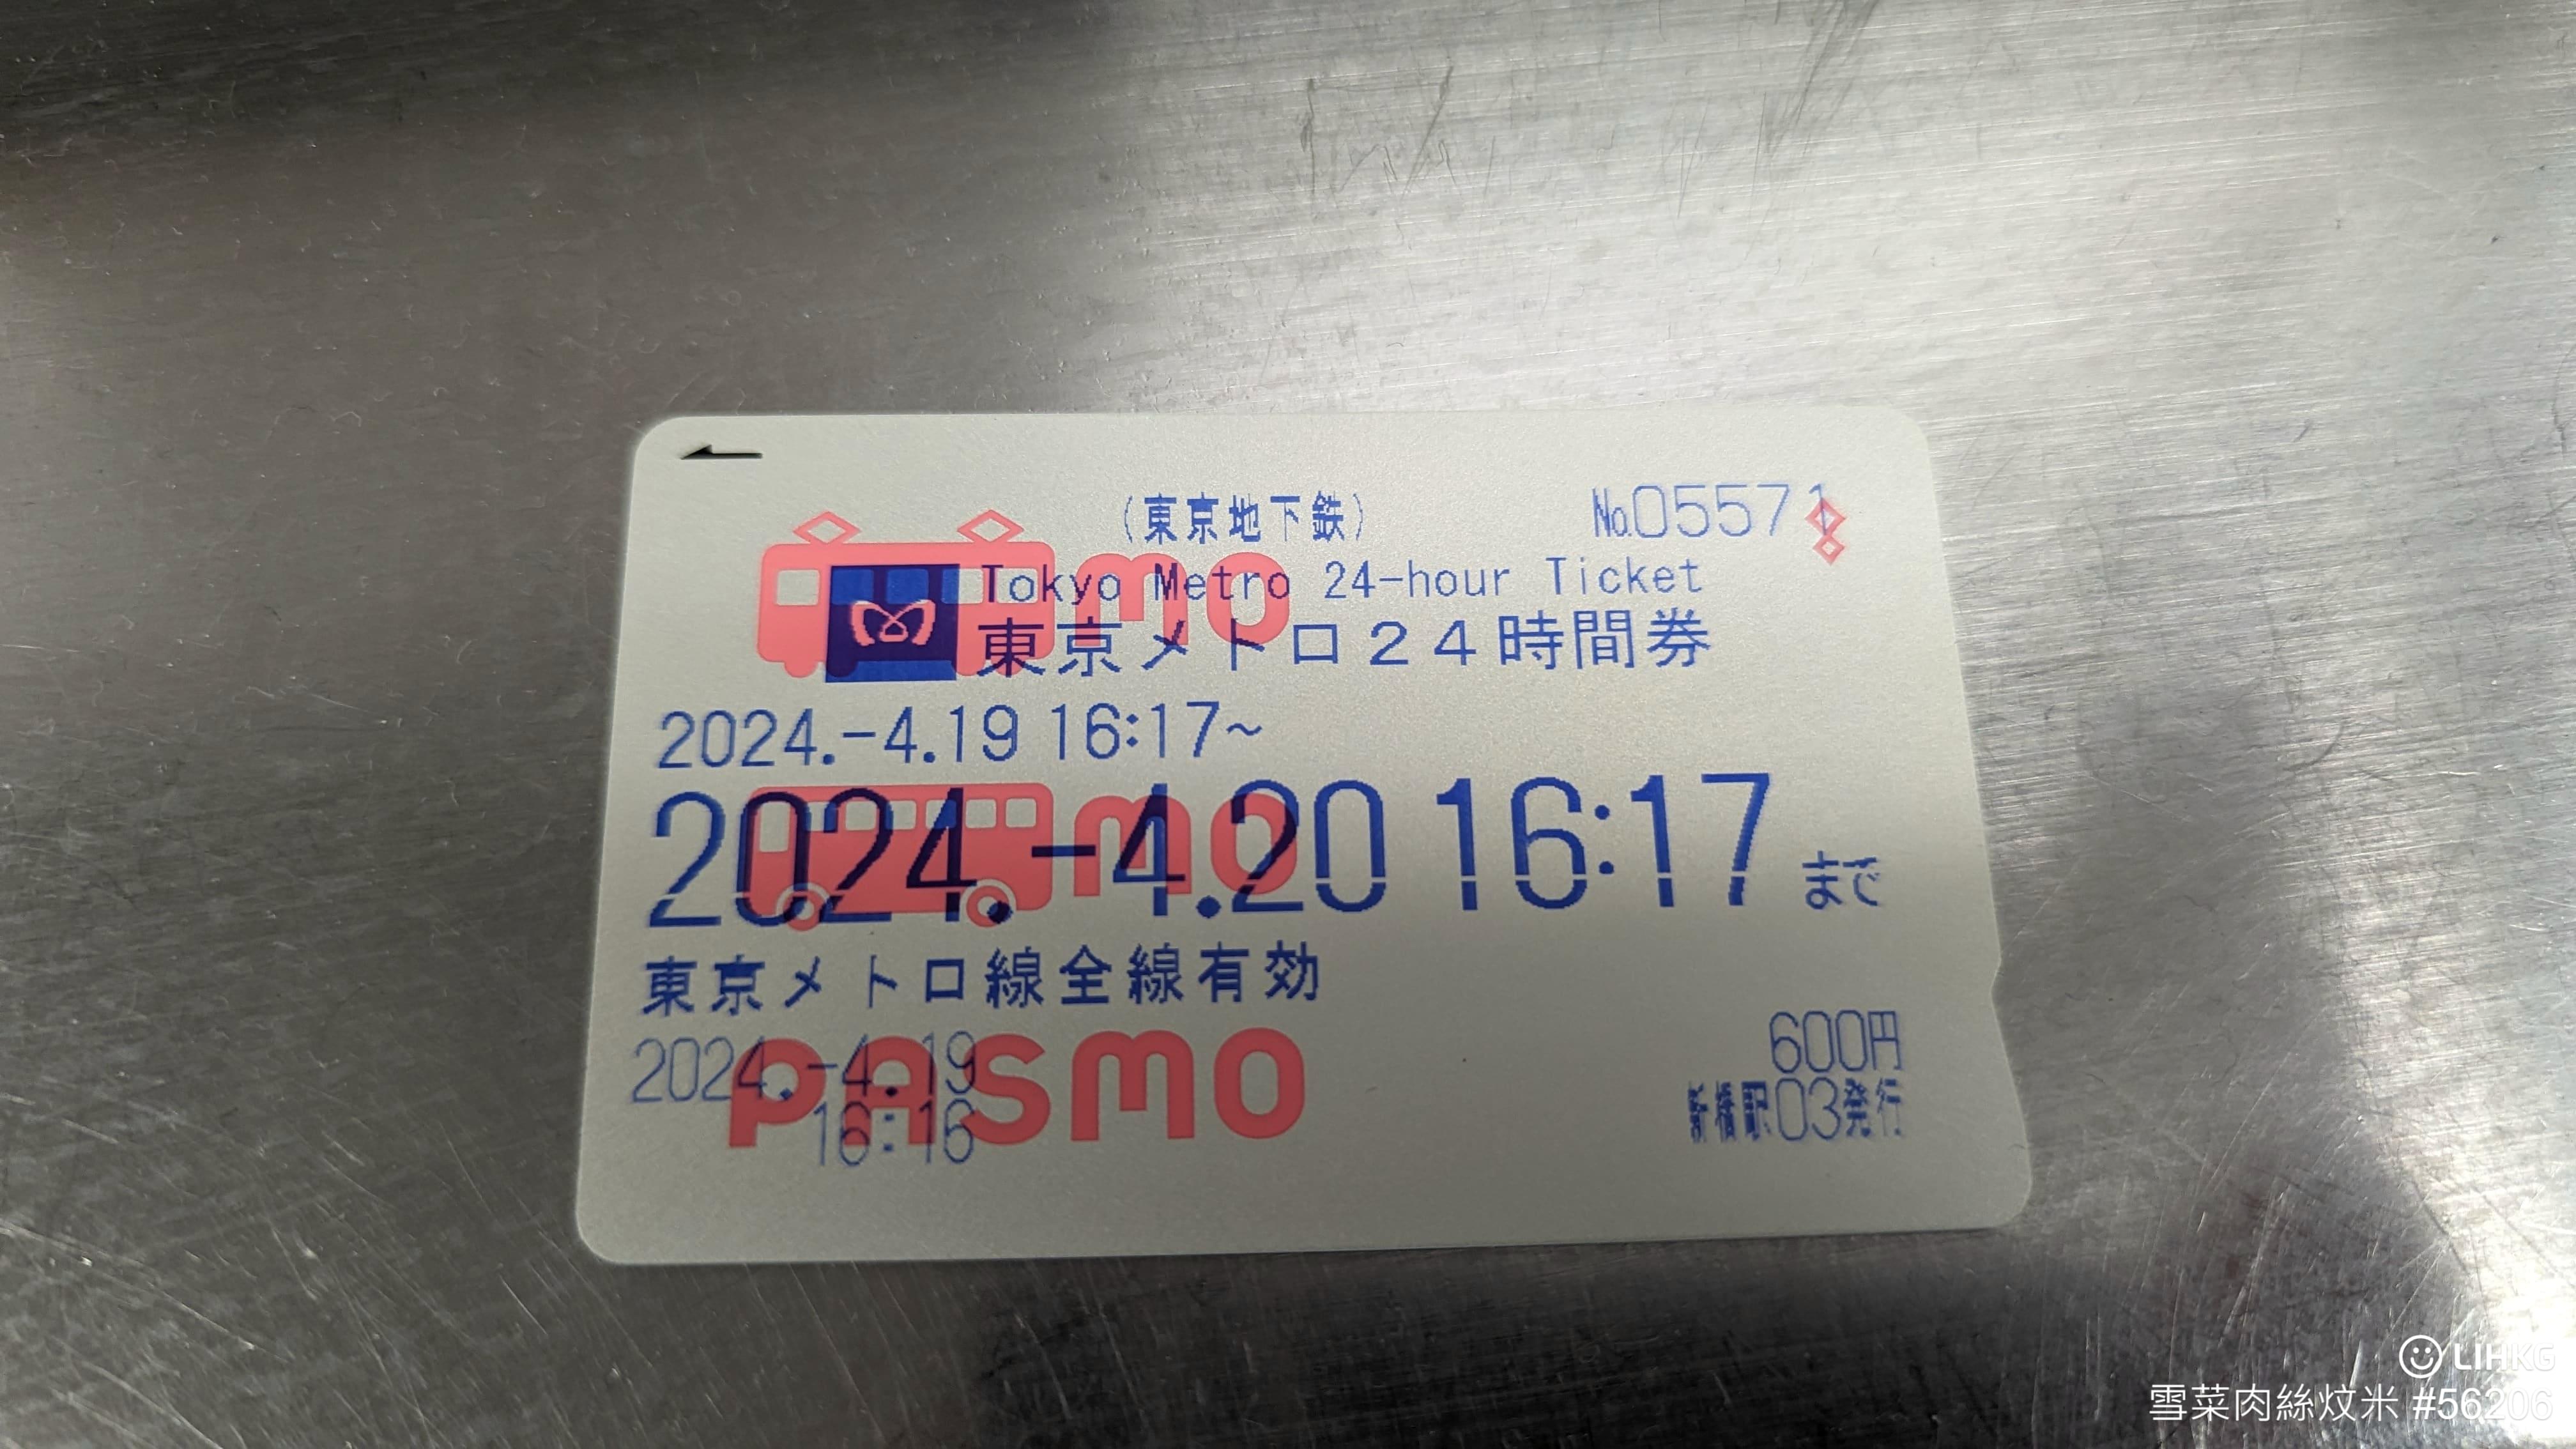 (東京地下鉄)
No.05571
Tokyo Metro 24-hour Ticket
東京メトロ24時間券
mo
2024.-4.19 16:17~
2024.-4.20 16:17 まで
mo
東京メトロ線全線有効
2024.-4.19
16:16
PASMO
600円
新橋駅03発行
LIHKG
雪菜肉絲炆米 #56206